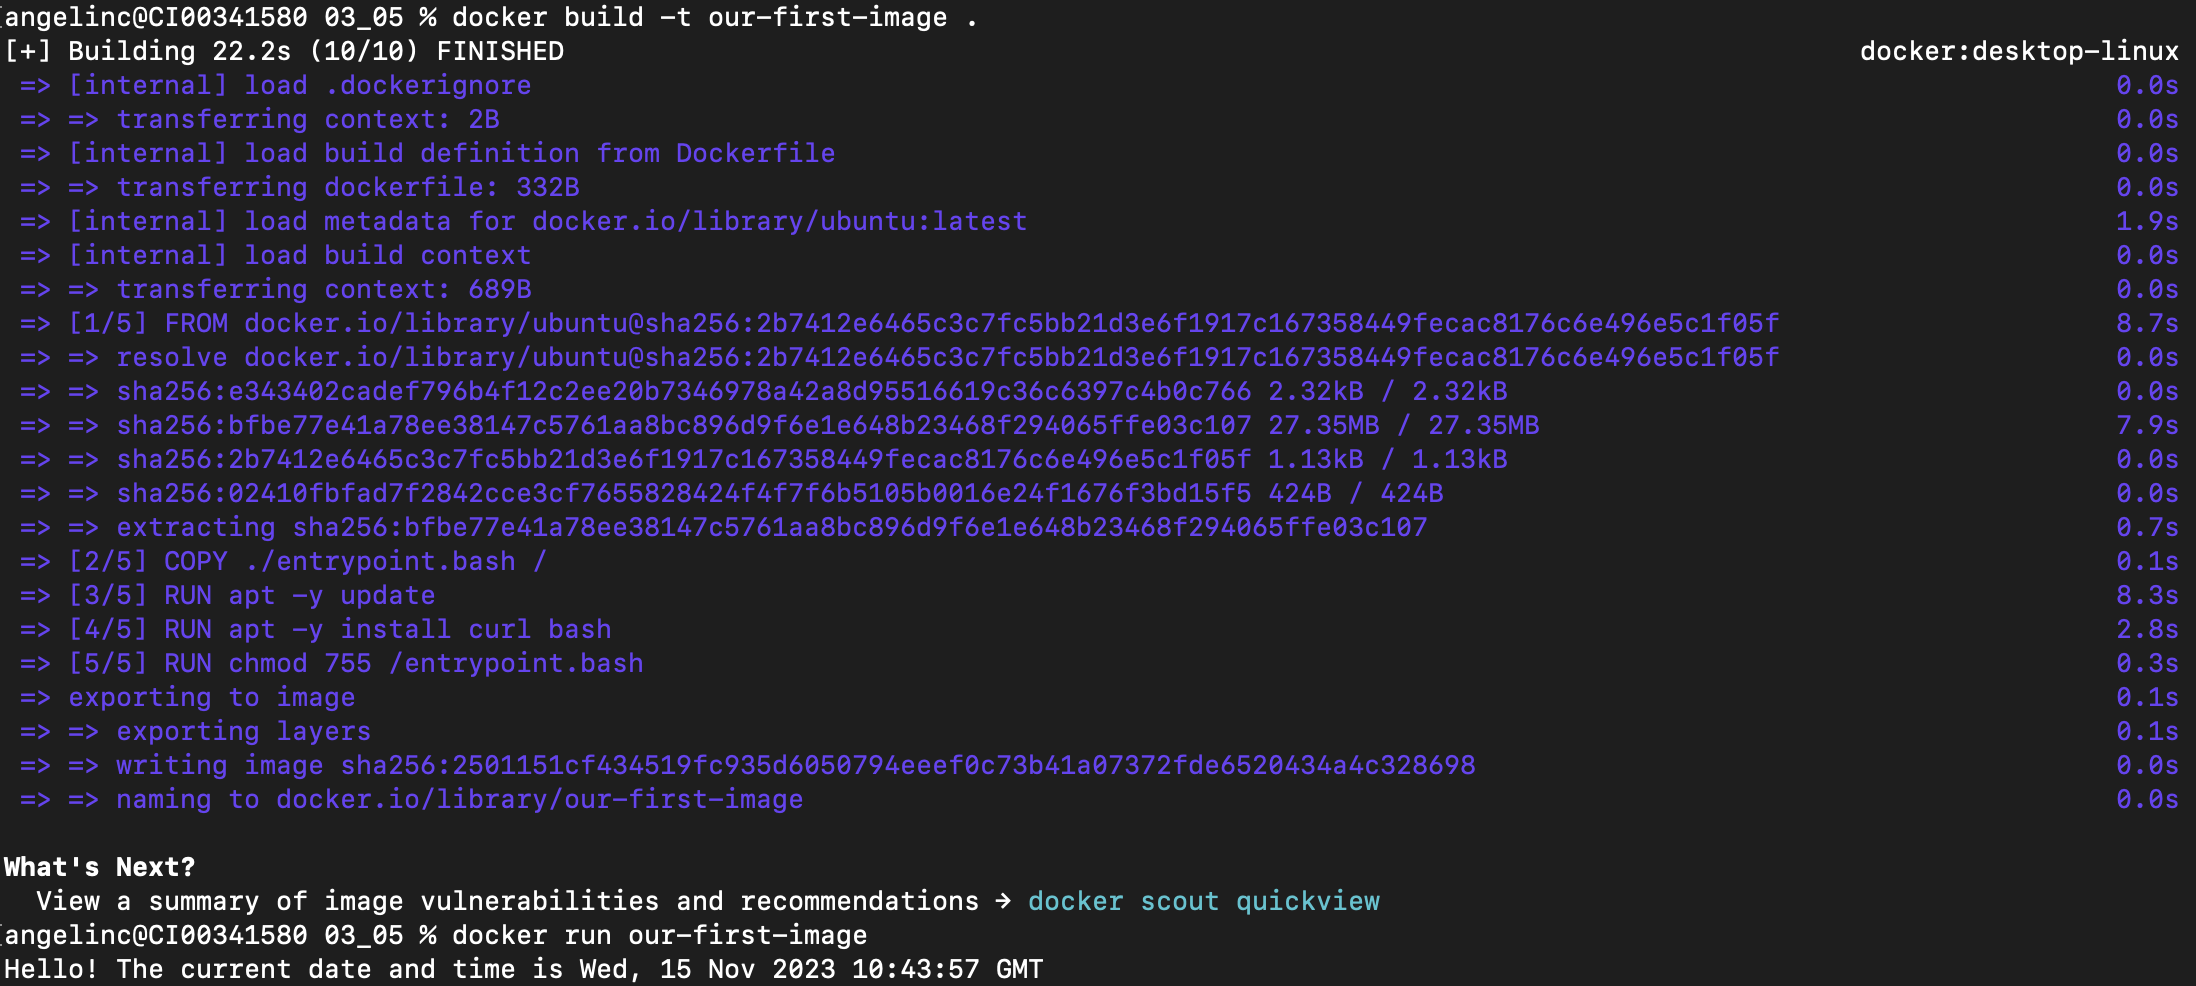 angelinc@CI00341580 03_05 % docker build -t our-first-image .
[+] Building 22.2s (10/10) FINISHED docker:desktop-linux
=> [internal] load .dockerignore 0.0s
=> => transferring context: 2B 0.0s
=> [internal] load build definition from Dockerfile 0.0s
=> => transferring dockerfile: 332B 0.0s
=> [internal] load metadata for docker.io/library/ubuntu:latest 1.9s
=> [internal] load build context 0.0s
=> => transferring context: 689B 0.0s
=> [1/5] FROM docker.io/library/ubuntu@sha256:2b7412e6465c3c7fc5bb21d3e6f1917c167358449fecac8176c6e496e5c1f05f 8.7s
=> => resolve docker.io/library/ubuntu@sha256:2b7412e6465c3c7fc5bb21d3e6f1917c167358449fecac8176c6e496e5c1f05f 0.0s
=> => sha256:e343402cadef796b4f12c2ee20b7346978a42a8d95516619c36c6397c4b0c766 2.32kB / 2.32kB 0.0s
=> => sha256:bfbe77e41a78ee38147c5761aa8bc896d9f6e1e648b23468f294065ffe03c107 27.35MB / 27.35MB 7.9s
=> => sha256:2b7412e6465c3c7fc5bb21d3e6f1917c167358449fecac8176c6e496e5c1f05f 1.13kB / 1.13kB 0.0s
=> => sha256:02410fbfad7f2842cce3cf7655828424f4f7f6b5105b0016e24f1676f3bd15f5 424B / 424B 0.0s
=> => extracting sha256:bfbe77e41a78ee38147c5761aa8bc896d9f6e1e648b23468f294065ffe03c107 0.7s
=> [2/5] COPY ./entrypoint.bash / 0.1s
=> [3/5] RUN apt -y update 8.3s
=> [4/5] RUN apt -y install curl bash 2.8s
=> [5/5] RUN chmod 755 /entrypoint.bash 0.3s
=> exporting to image 0.1s
=> => exporting layers 0.1s
=> => writing image sha256:2501151cf434519fc935d6050794eeef0c73b41a07372fde6520434a4c328698 0.0s
=> => naming to docker.io/library/our-first-image 0.0s
What's Next?
View a summary of image vulnerabilities and recommendations → docker scout quickview
angelinc@CI00341580 03_05 % docker run our-first-image
Hello! The current date and time is Wed, 15 Nov 2023 10:43:57 GMT